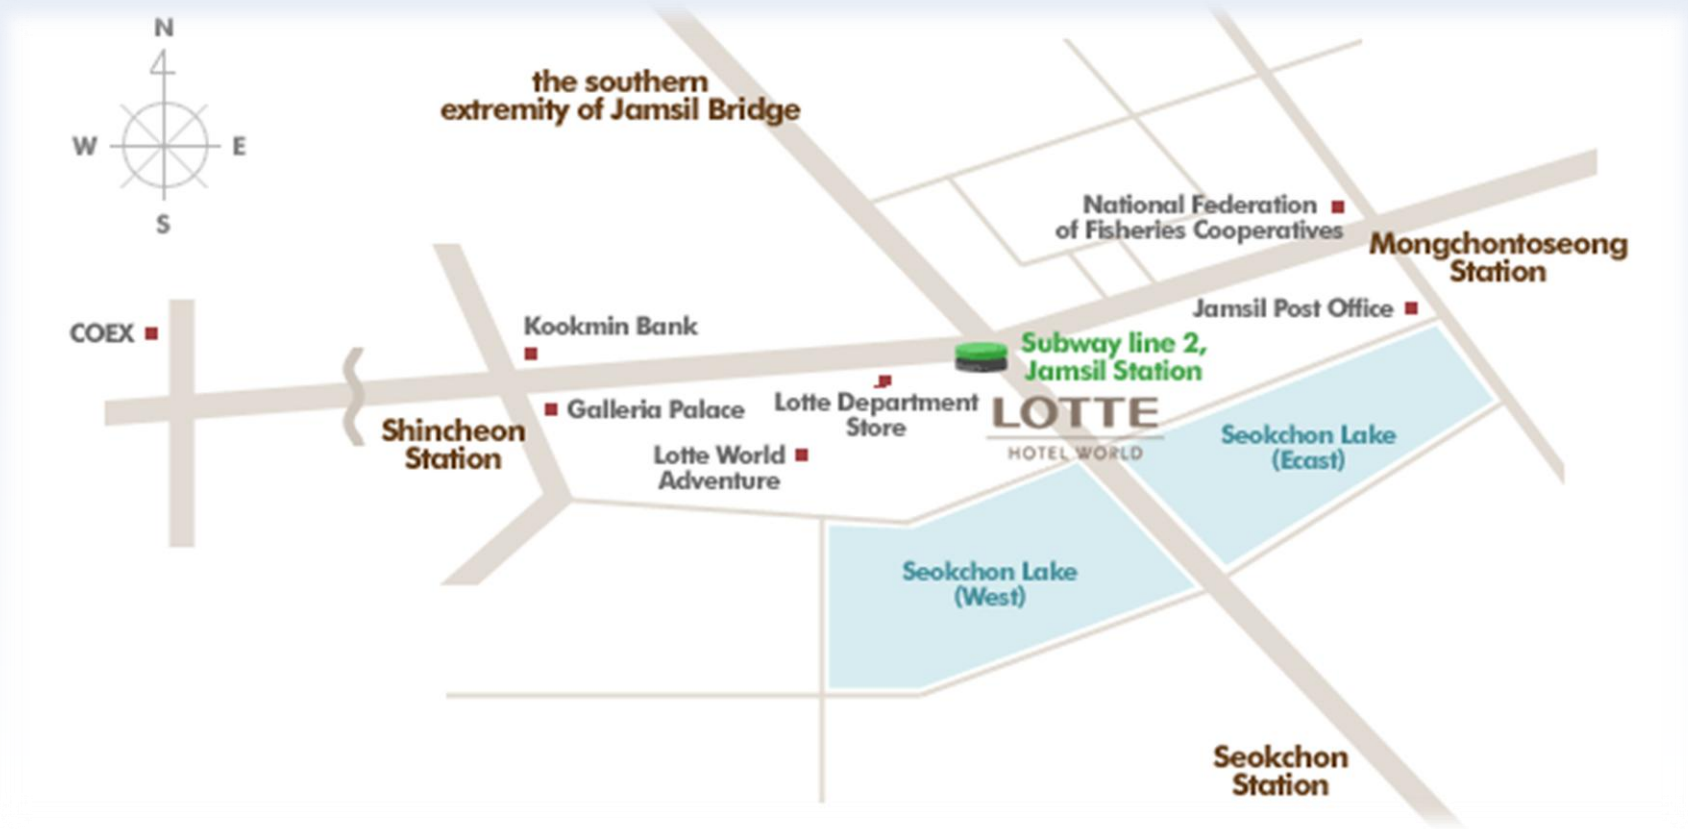 N
the southern
extremity of Jamsil Bridge
W
E
S
National Federation
of Fisheries Cooperatives
Mongchontoseong
Station
Jamsil Post Office
COEX
Kookmin Bank
Subway line 2,
Jamsil Station
Galleria Palace
Lotte Department
Store
LOTTE
HOTEL WORLD
Shincheon
Station
Lotte World
Adventure
Seokchon Lake
(Ecast)
Seokchon Lake
(West)
Seokchon
Station